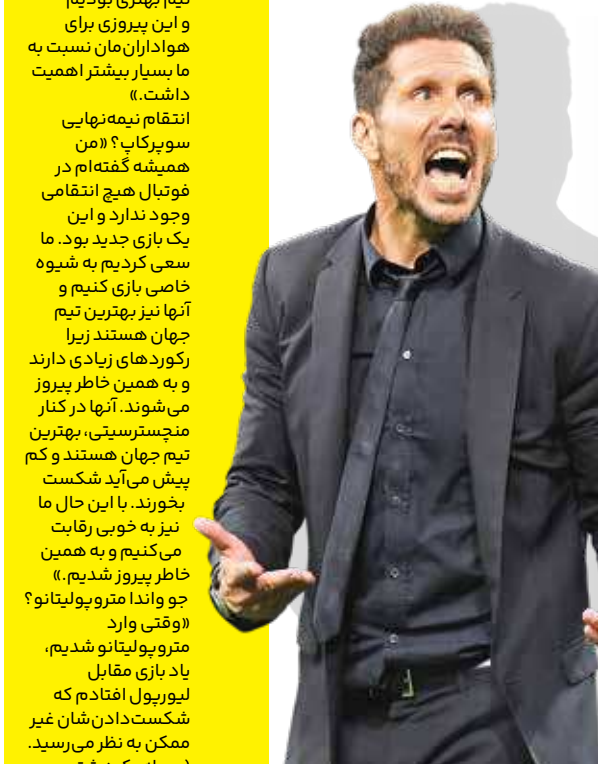 تیم بهتری بودیم
و این پیروزی برای
هواداران‌مان نسبت به
ما بسیار بیشتر اهمیت
داشت.»
انتقام نیمه‌نهایی
سوپرکاپ؟ «من
همیشه گفته‌ام در
فوتبال هیچ انتقامی
وجود ندارد و این
یک بازی جدید بود. ما
سعی کردیم به شیوه
خاصی بازی کنیم و
آنها نیز بهترین تیم
جهان هستند زیرا
رکوردهای زیادی دارند
و به همین خاطر پیروز
می‌شوند. آنها در کنار
منچسترسیتی، بهترین
تیم جهان هستند و کم
پیش می‌آید شکست
بخورند. با این حال ما
نیز به خوبی رقابت
می‌کنیم و به همین
خاطر پیروز شدیم.»
جو واندا متروپولیتانو؟
«وقتی وارد
متروپولیتانو شدیم،
یاد بازی مقابل
لیورپول افتادم که
شکست‌دادن‌شان غیر
ممکن به نظر می‌رسید.